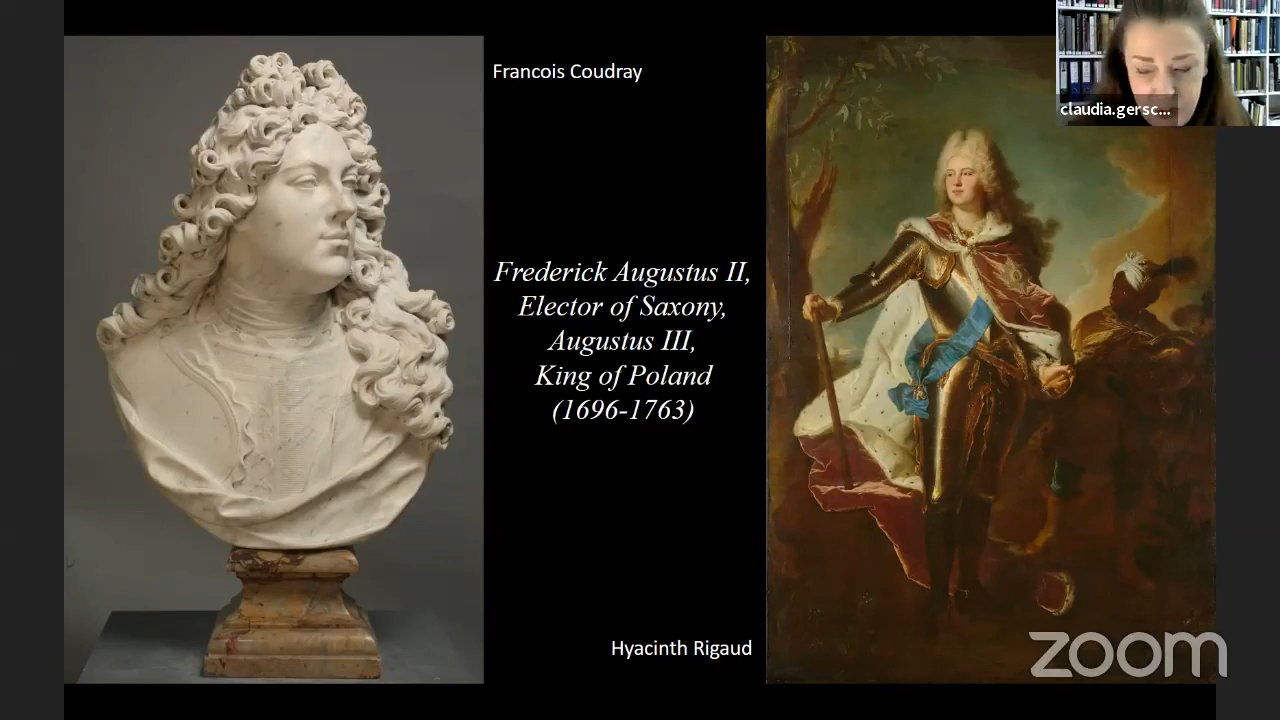 Francois Coudray
claudia.gersc...
Frederick Augustus II,
Elector of Saxony,
Augustus III,
King of Poland
(1696-1763)
Hyacinth Rigaud
zoom